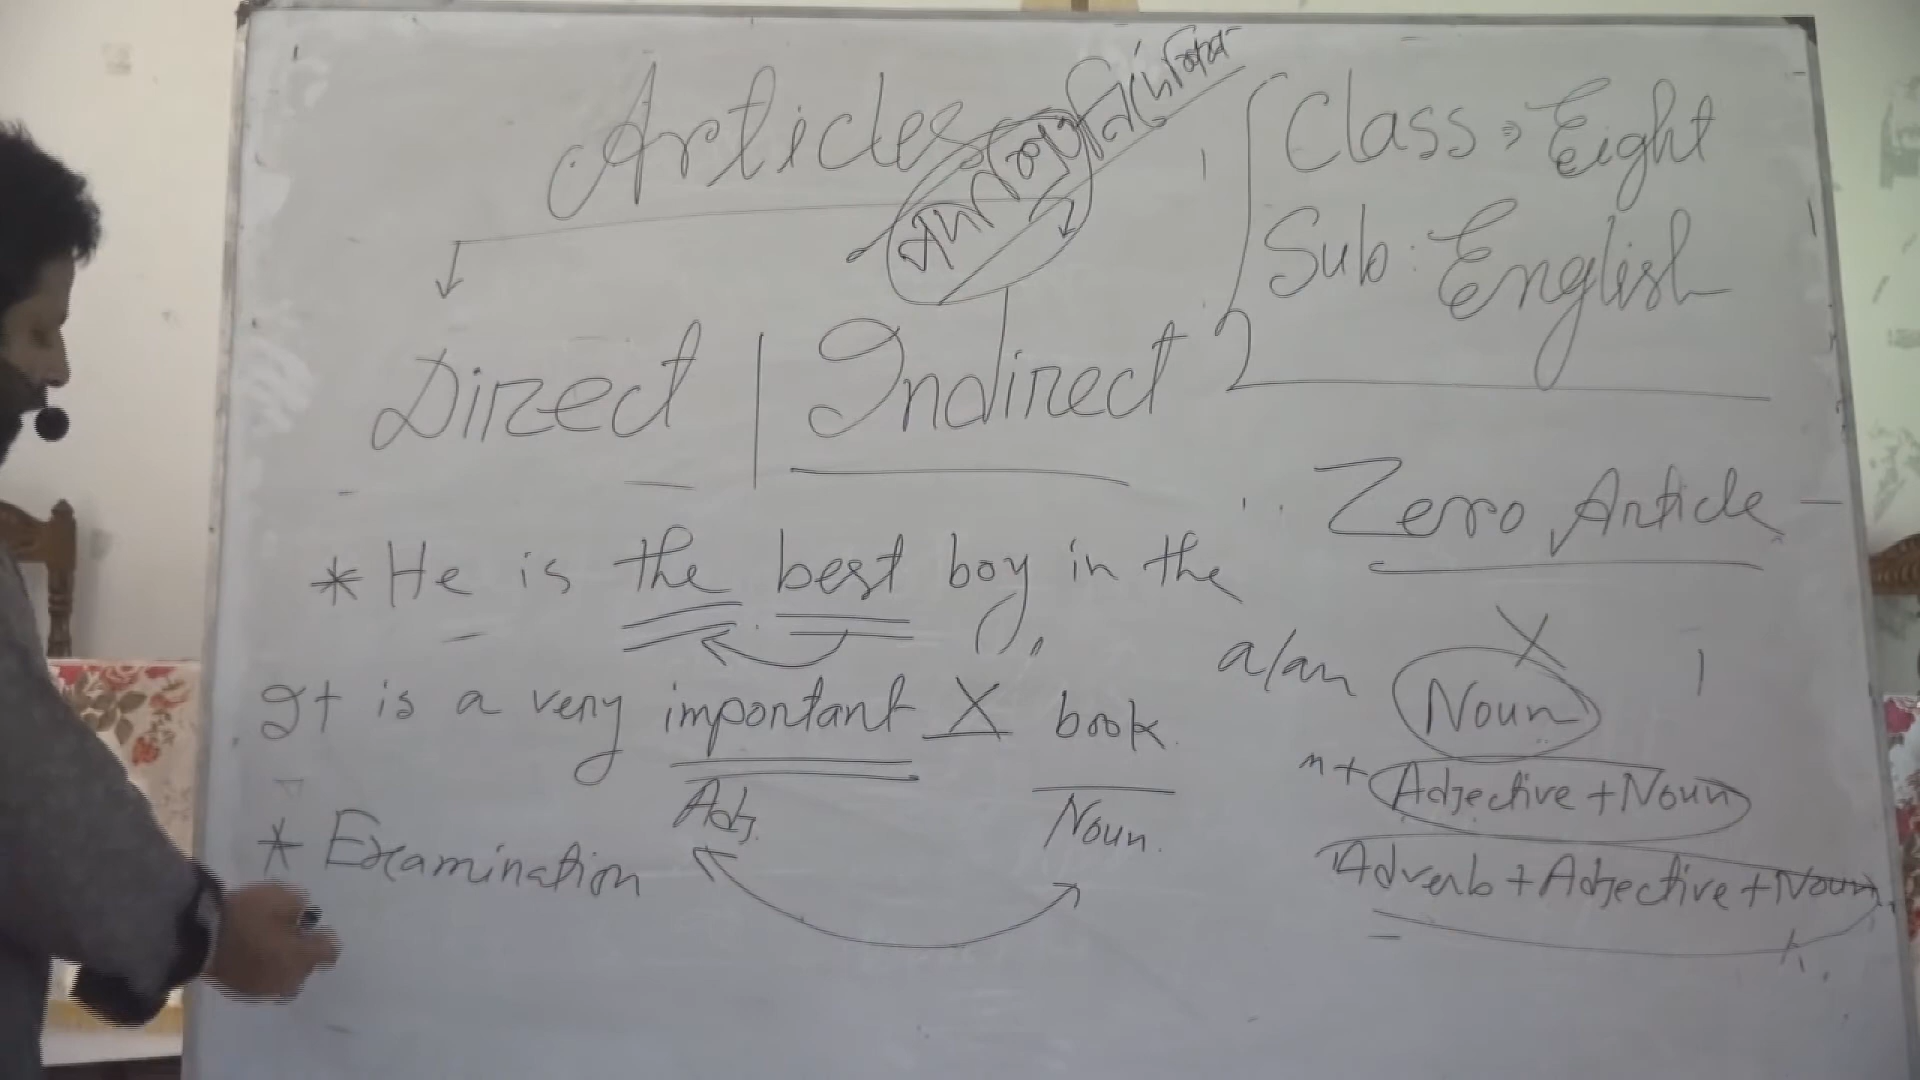 Articles
Class : Eight
Sub : English
Direct | Indirect
Zero Article
* He is the best boy in the
a/an
X
Noun
It is a very important X book.
n + Adjective + Noun
Adj.
Noun.
* Examination
Adverb + Adjective + Noun